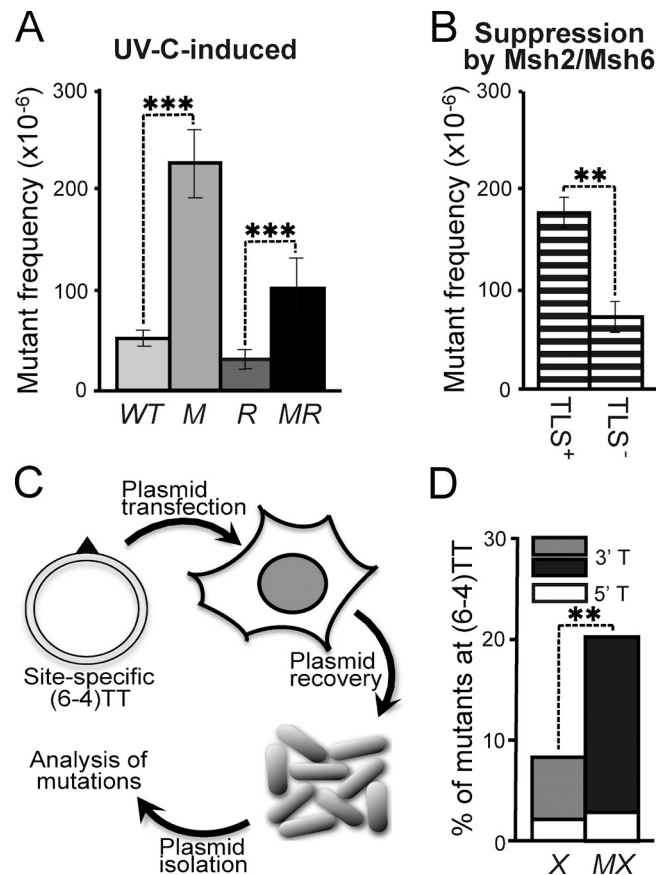 A
UV-C-induced
Mutant frequency (x10⁻⁶)
300
200
100
0
***
***
WT M R MR
B
Suppression
by Msh2/Msh6
Mutant frequency (x10⁻⁶)
300
200
100
0
**
TLS⁺
TLS⁻
C
Plasmid
transfection
Site-specific
(6-4)TT
Plasmid
recovery
Analysis of
mutations
Plasmid
isolation
D
% of mutants at (6-4)TT
30
20
10
0
3' T
5' T
**
X MX